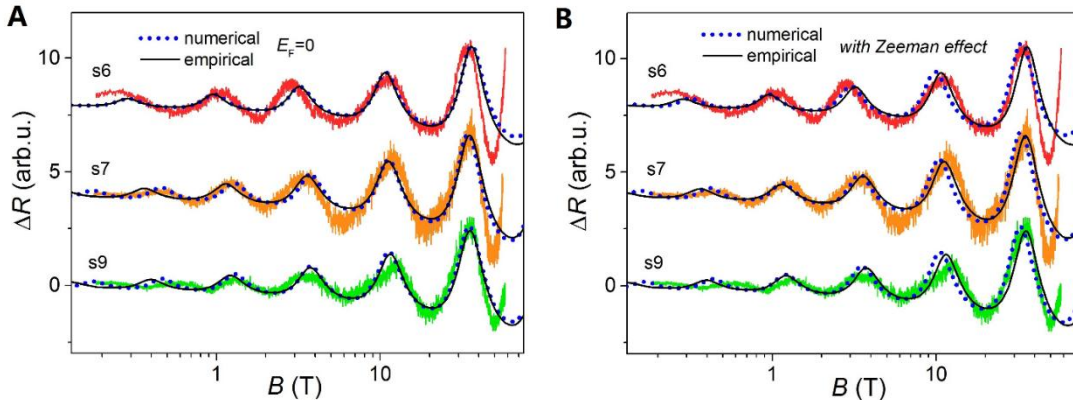 A
numerical
empirical
E_F=0
s6
s7
s9
10
5
0
ΔR (arb.u.)
1
10
B (T)
B
numerical
empirical
with Zeeman effect
s6
s7
s9
10
5
0
ΔR (arb.u.)
1
10
B (T)